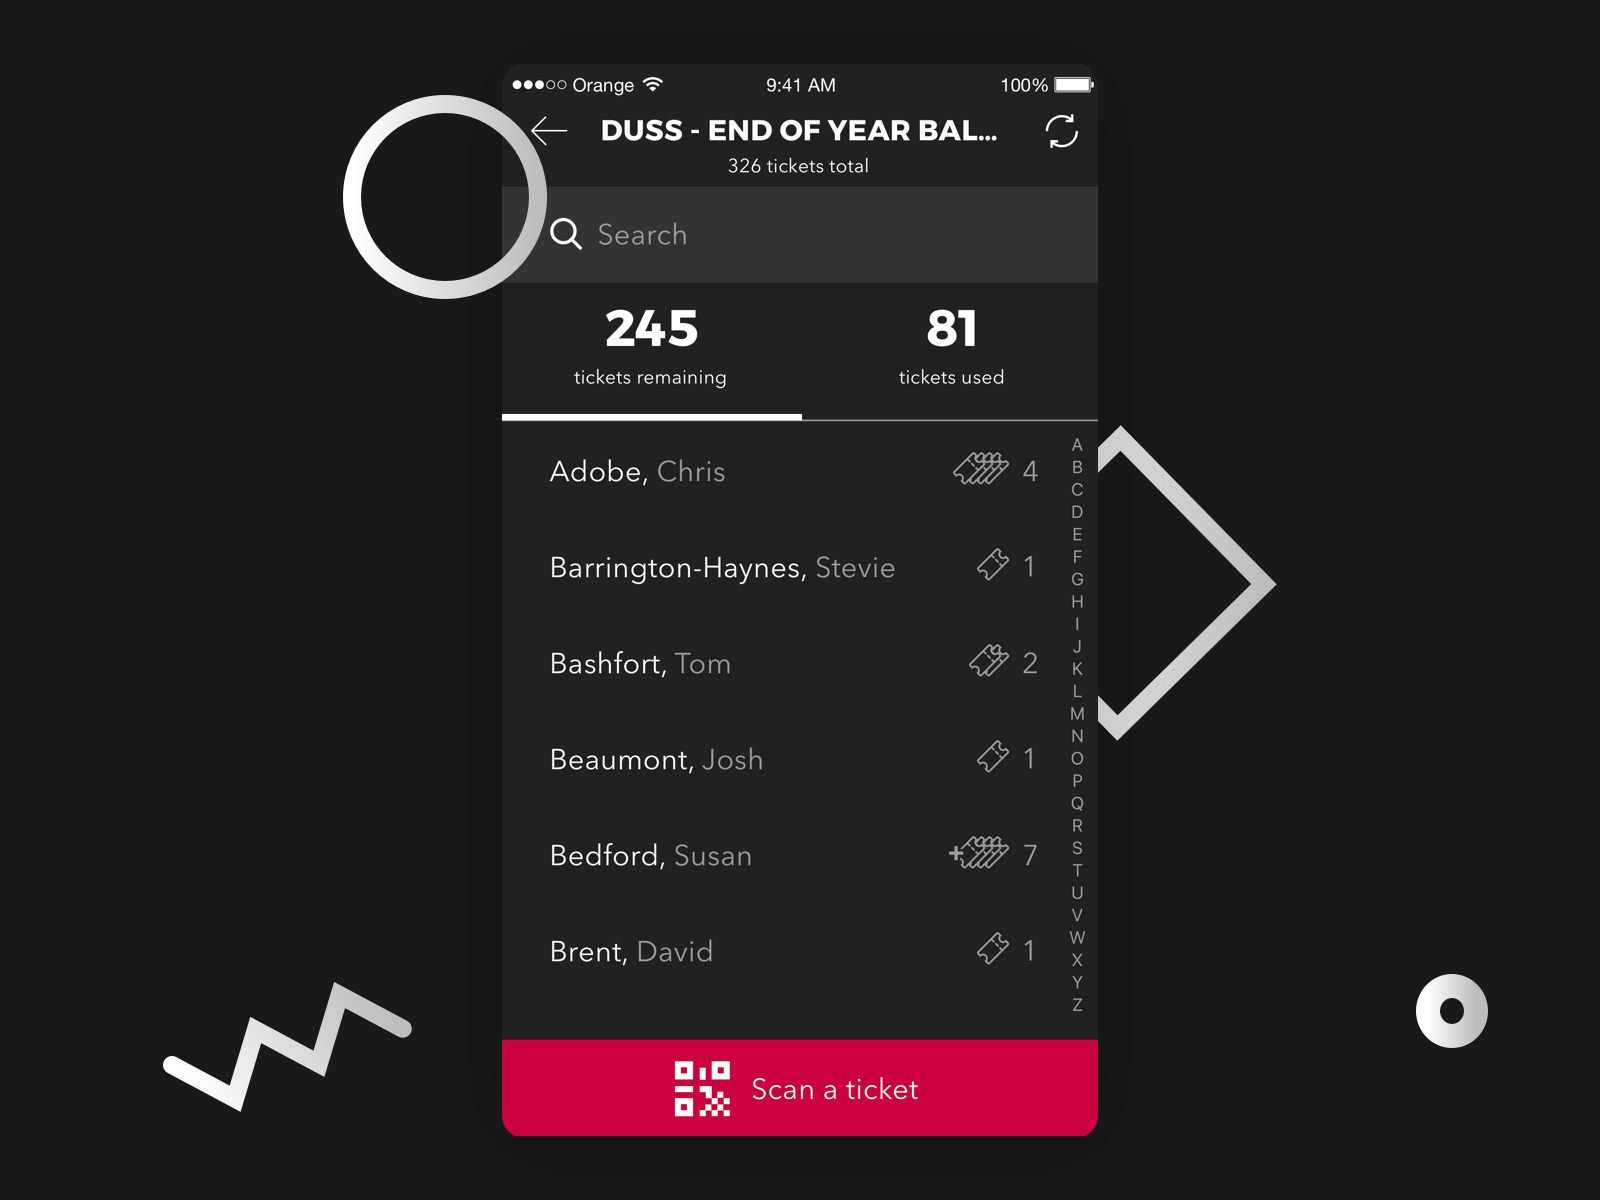 Orange 9:41 AM 100%
DUSS - END OF YEAR BAL...
326 tickets total
Search
245 81
tickets remaining tickets used
Adobe, Chris 4
Barrington-Haynes, Stevie 1
Bashfort, Tom 2
Beaumont, Josh 1
Bedford, Susan + 7
Brent, David 1
A
B
C
D
E
F
G
H
I
J
K
L
M
N
O
P
Q
R
S
T
U
V
W
X
Y
Z
Scan a ticket